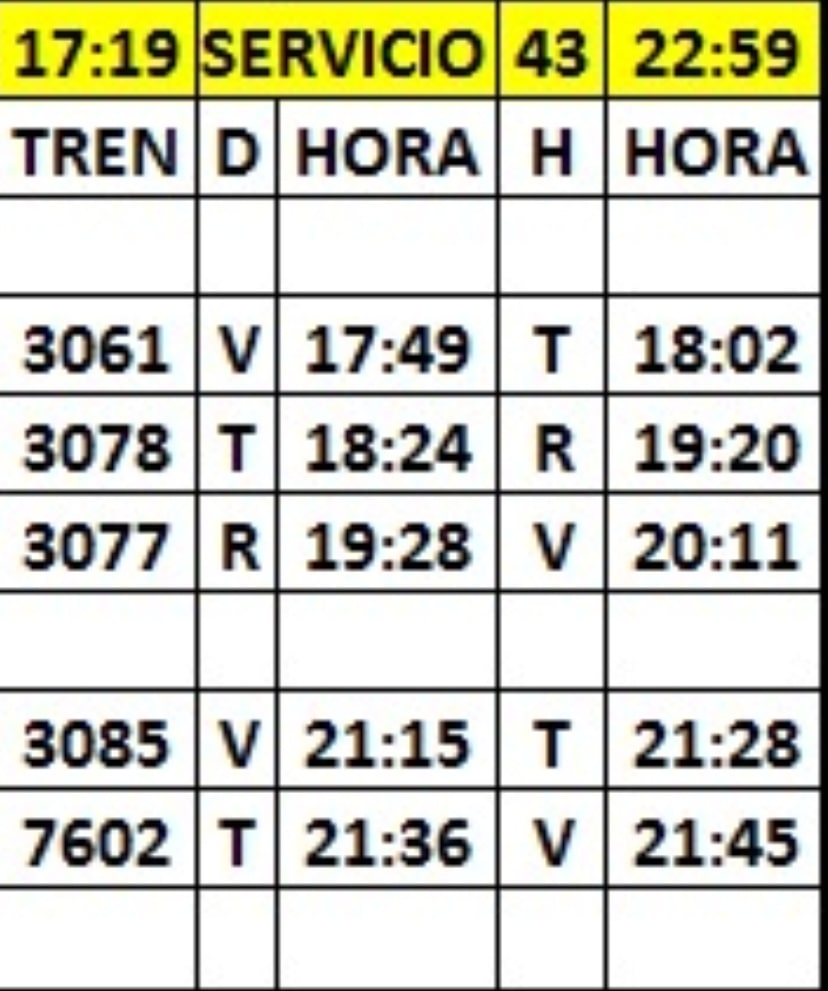 17:19 SERVICIO 43 22:59
TREN D HORA H HORA
3061 V 17:49 T 18:02
3078 T 18:24 R 19:20
3077 R 19:28 V 20:11
3085 V 21:15 T 21:28
7602 T 21:36 V 21:45